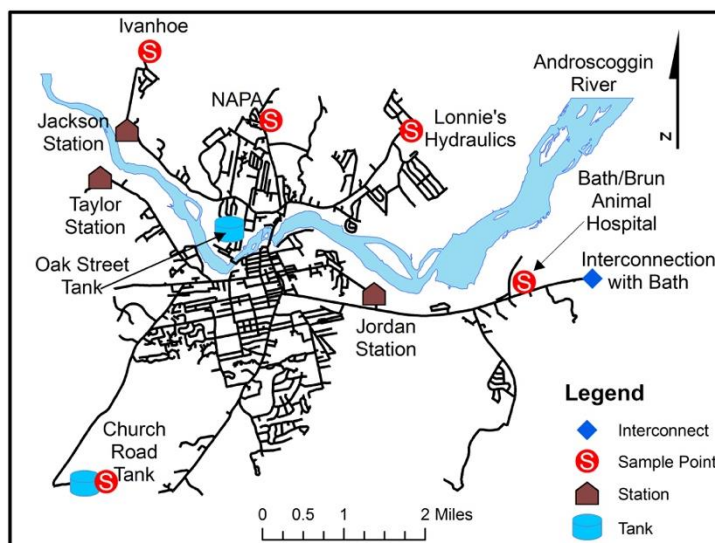 Ivanhoe
S
Androscoggin
River
NAPA
S
Lonnie's
Hydraulics
S
Jackson
Station
N
Bath/Brun
Animal
Hospital
Taylor
Station
Interconnection
with Bath
S
Oak Street
Tank
Jordan
Station
Legend
Church
Road
Tank
S
Interconnect
S Sample Point
Station
Tank
0 0.5 1 2 Miles